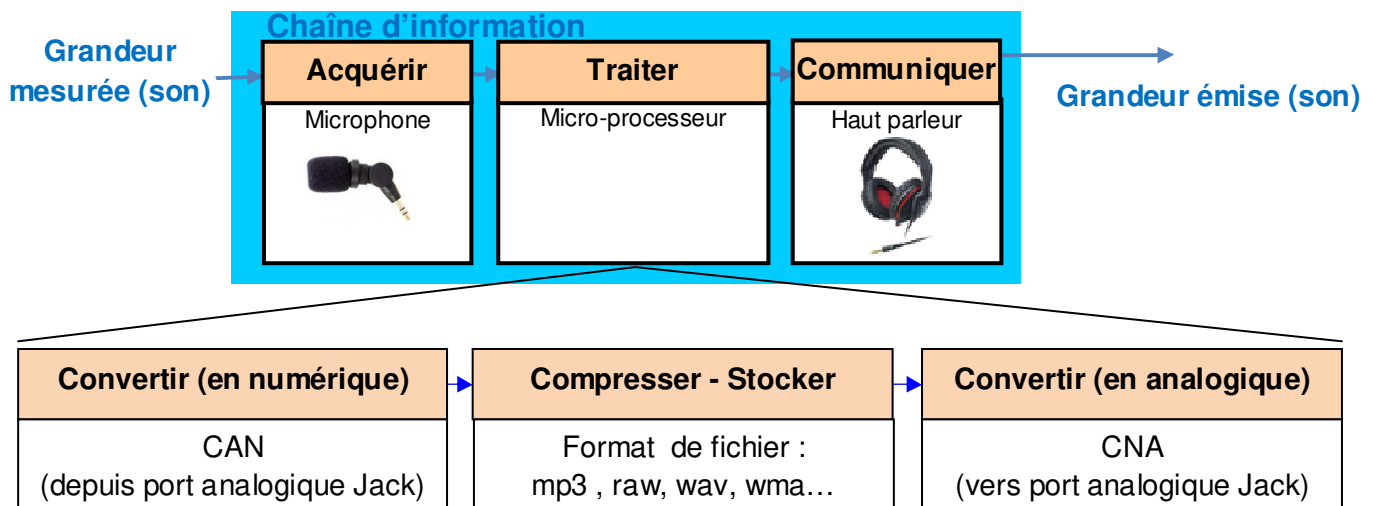 Chaîne d'information
Grandeur
mesurée (son)
Acquérir
Traiter
Communiquer
Grandeur émise (son)
Microphone
Micro-processeur
Haut parleur
Convertir (en numérique)
Compresser - Stocker
Convertir (en analogique)
CAN
(depuis port analogique Jack)
Format de fichier :
mp3 , raw, wav, wma…
CNA
(vers port analogique Jack)